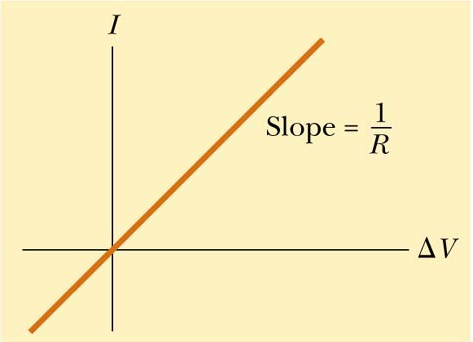 I
Slope = 1/R
ΔV